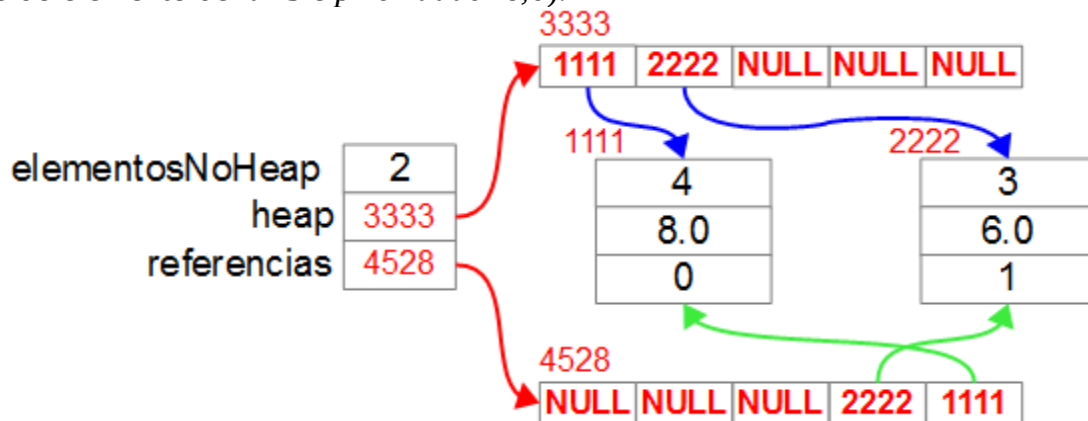 3333
1111 2222 NULL NULL NULL
1111 2222
elementosNoHeap 2 4 3
heap 3333 8.0 6.0
referencias 4528 0 1
4528
NULL NULL NULL 2222 1111